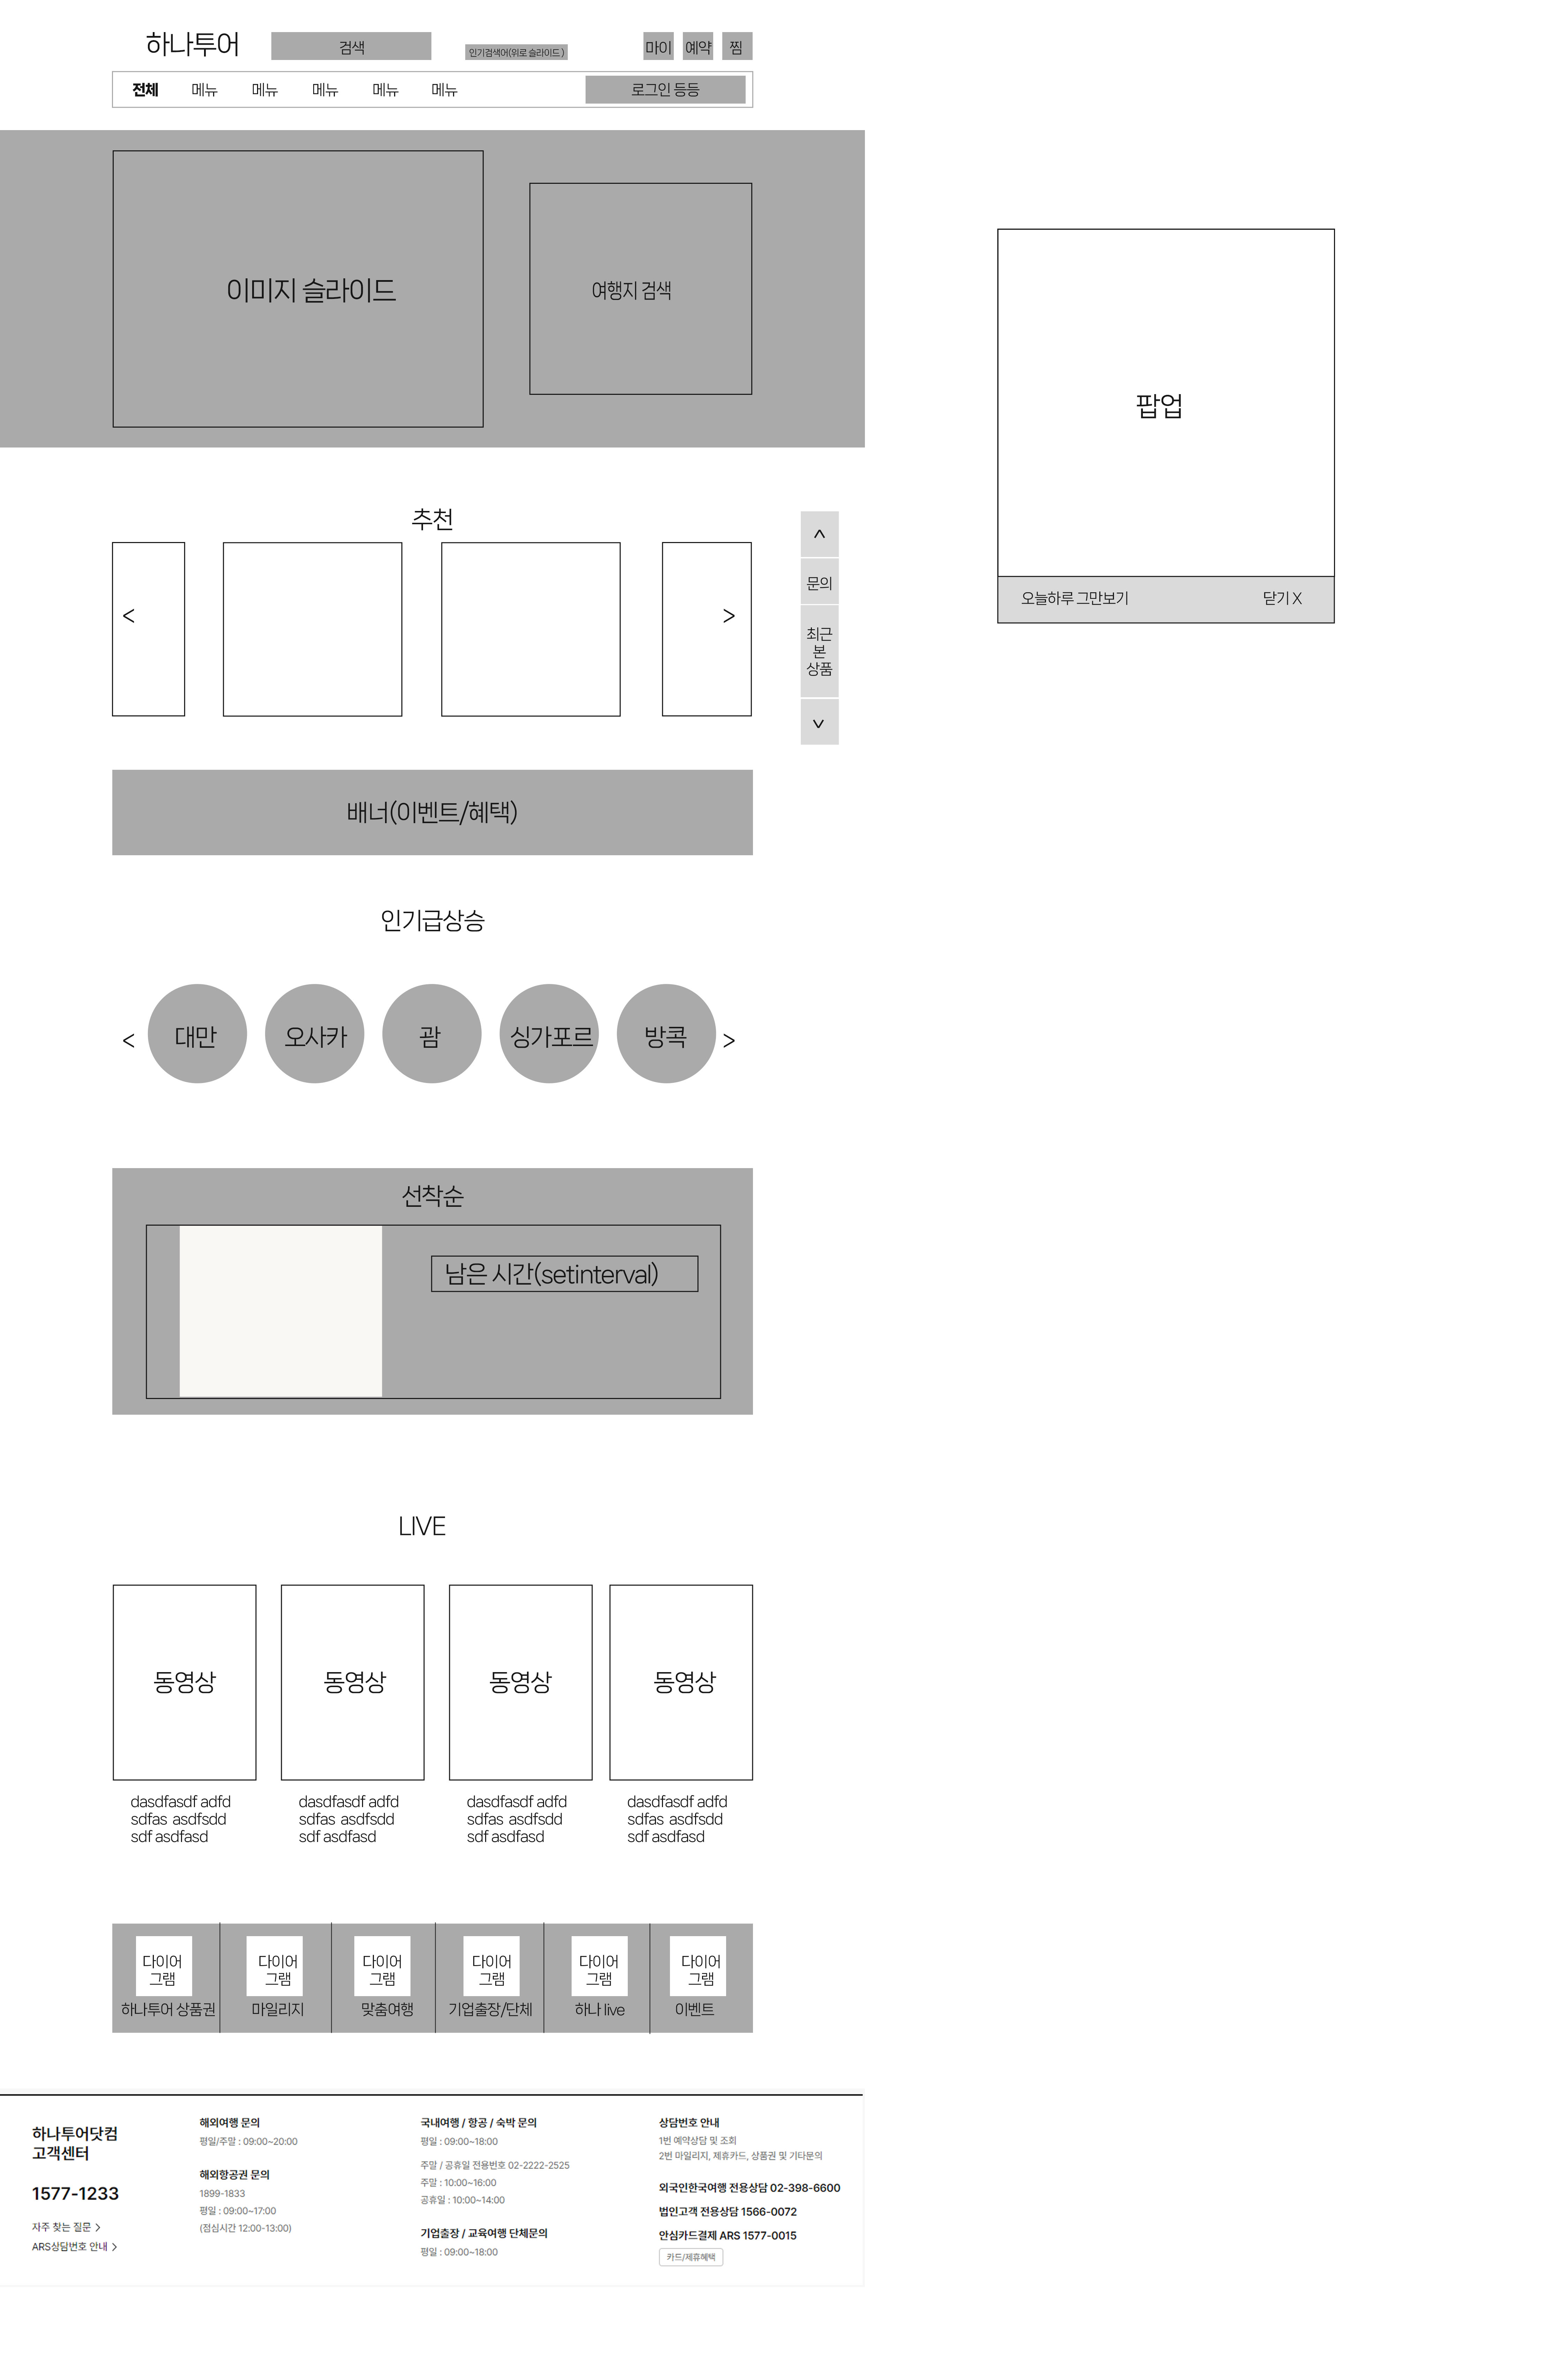 하나투어
검색
인기검색어(위로 슬라이드 )
마이
예약
찜
전체
메뉴
메뉴
메뉴
메뉴
메뉴
로그인 등등
이미지 슬라이드
여행지 검색
팝업
오늘하루 그만보기
닫기 X
추천
<
>
^
문의
최근
본
상품
v
배너(이벤트/혜택)
인기급상승
<
대만
오사카
괌
싱가포르
방콕
>
선착순
남은 시간(setinterval)
LIVE
동영상
동영상
동영상
동영상
dasdfasdf adfd
sdfas asdfsdd
sdf asdfasd
dasdfasdf adfd
sdfas asdfsdd
sdf asdfasd
dasdfasdf adfd
sdfas asdfsdd
sdf asdfasd
dasdfasdf adfd
sdfas asdfsdd
sdf asdfasd
다이어
그램
하나투어 상품권
다이어
그램
마일리지
다이어
그램
맞춤여행
다이어
그램
기업출장/단체
다이어
그램
하나 live
다이어
그램
이벤트
하나투어닷컴
고객센터
1577-1233
자주 찾는 질문 >
ARS상담번호 안내 >
해외여행 문의
평일/주말 : 09:00~20:00
해외항공권 문의
1899-1833
평일 : 09:00~17:00
(점심시간 12:00-13:00)
국내여행 / 항공 / 숙박 문의
평일 : 09:00~18:00
주말 / 공휴일 전용번호 02-2222-2525
주말 : 10:00~16:00
공휴일 : 10:00~14:00
기업출장 / 교육여행 단체문의
평일 : 09:00~18:00
상담번호 안내
1번 예약상담 및 조회
2번 마일리지, 제휴카드, 상품권 및 기타문의
외국인한국여행 전용상담 02-398-6600
법인고객 전용상담 1566-0072
안심카드결제 ARS 1577-0015
카드/제휴혜택